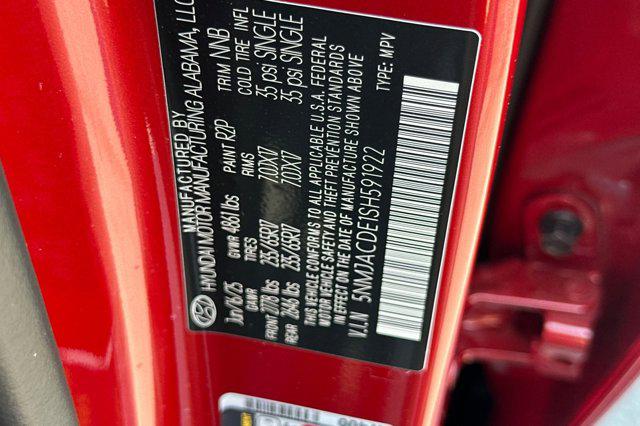 MANUFACTURED BY
HYUNDAI MOTOR MANUFACTURING ALABAMA, LLC
Jun/16/25 GVWR 4861 lbs PAINT R2P TRIM NNB
GAWR TIRES RIMS COLD TIRE INFL
FRONT 2778 lbs 235/65R17 7.0JX17 35 psi SINGLE
REAR 2646 lbs 235/65R17 7.0JX17 35 psi SINGLE
THIS VEHICLE CONFORMS TO ALL APPLICABLE U.S.A. FEDERAL
MOTOR VEHICLE SAFETY AND THEFT PREVENTION STANDARDS
IN EFFECT ON THE DATE OF MANUFACTURE SHOWN ABOVE
V.I.N 5NMJACDE1SH591922 TYPE: MPV